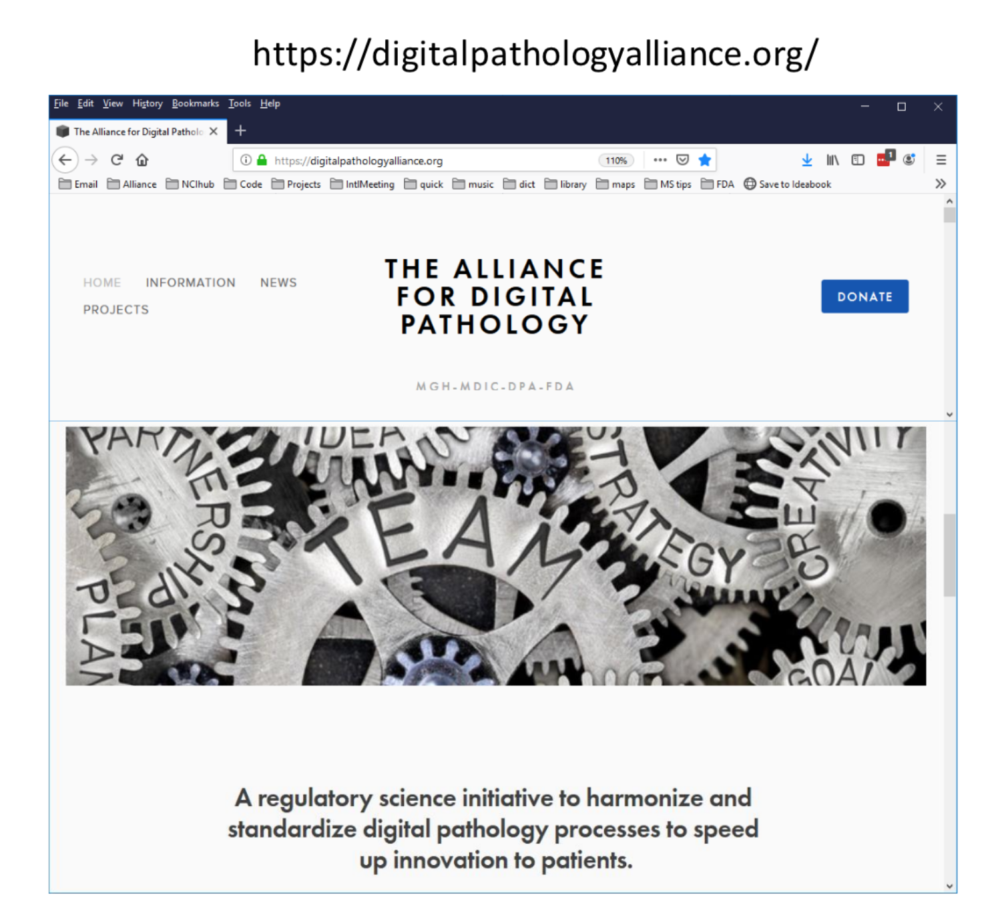 https://digitalpathologyalliance.org/
File Edit View History Bookmarks Tools Help
The Alliance for Digital Patholo
https://digitalpathologyalliance.org
110%
1
Email Alliance NCIhub Code Projects IntlMeeting quick music dict library maps MS tips FDA Save to Ideabook
HOME INFORMATION NEWS
PROJECTS
THE ALLIANCE
FOR DIGITAL
PATHOLOGY
DONATE
MGH-MDIC-DPA-FDA
PARTNERSHIP
IDEA
STRATEGY
CREATIVITY
TEAM
PLAN
GOAL
A regulatory science initiative to harmonize and
standardize digital pathology processes to speed
up innovation to patients.